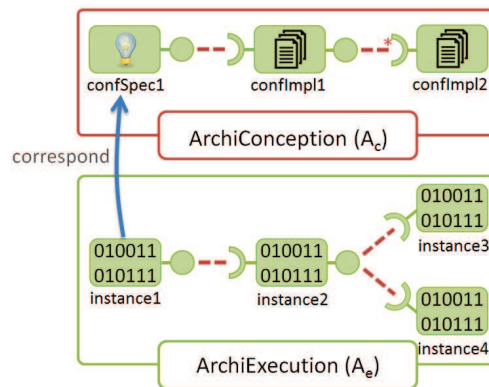 *
confSpec1
confImpl1
confImpl2
ArchiConception (Ac)
correspond
010011
010111
instance3
010011
010111
instance1
010011
010111
instance2
010011
010111
instance4
ArchiExecution (Ae)